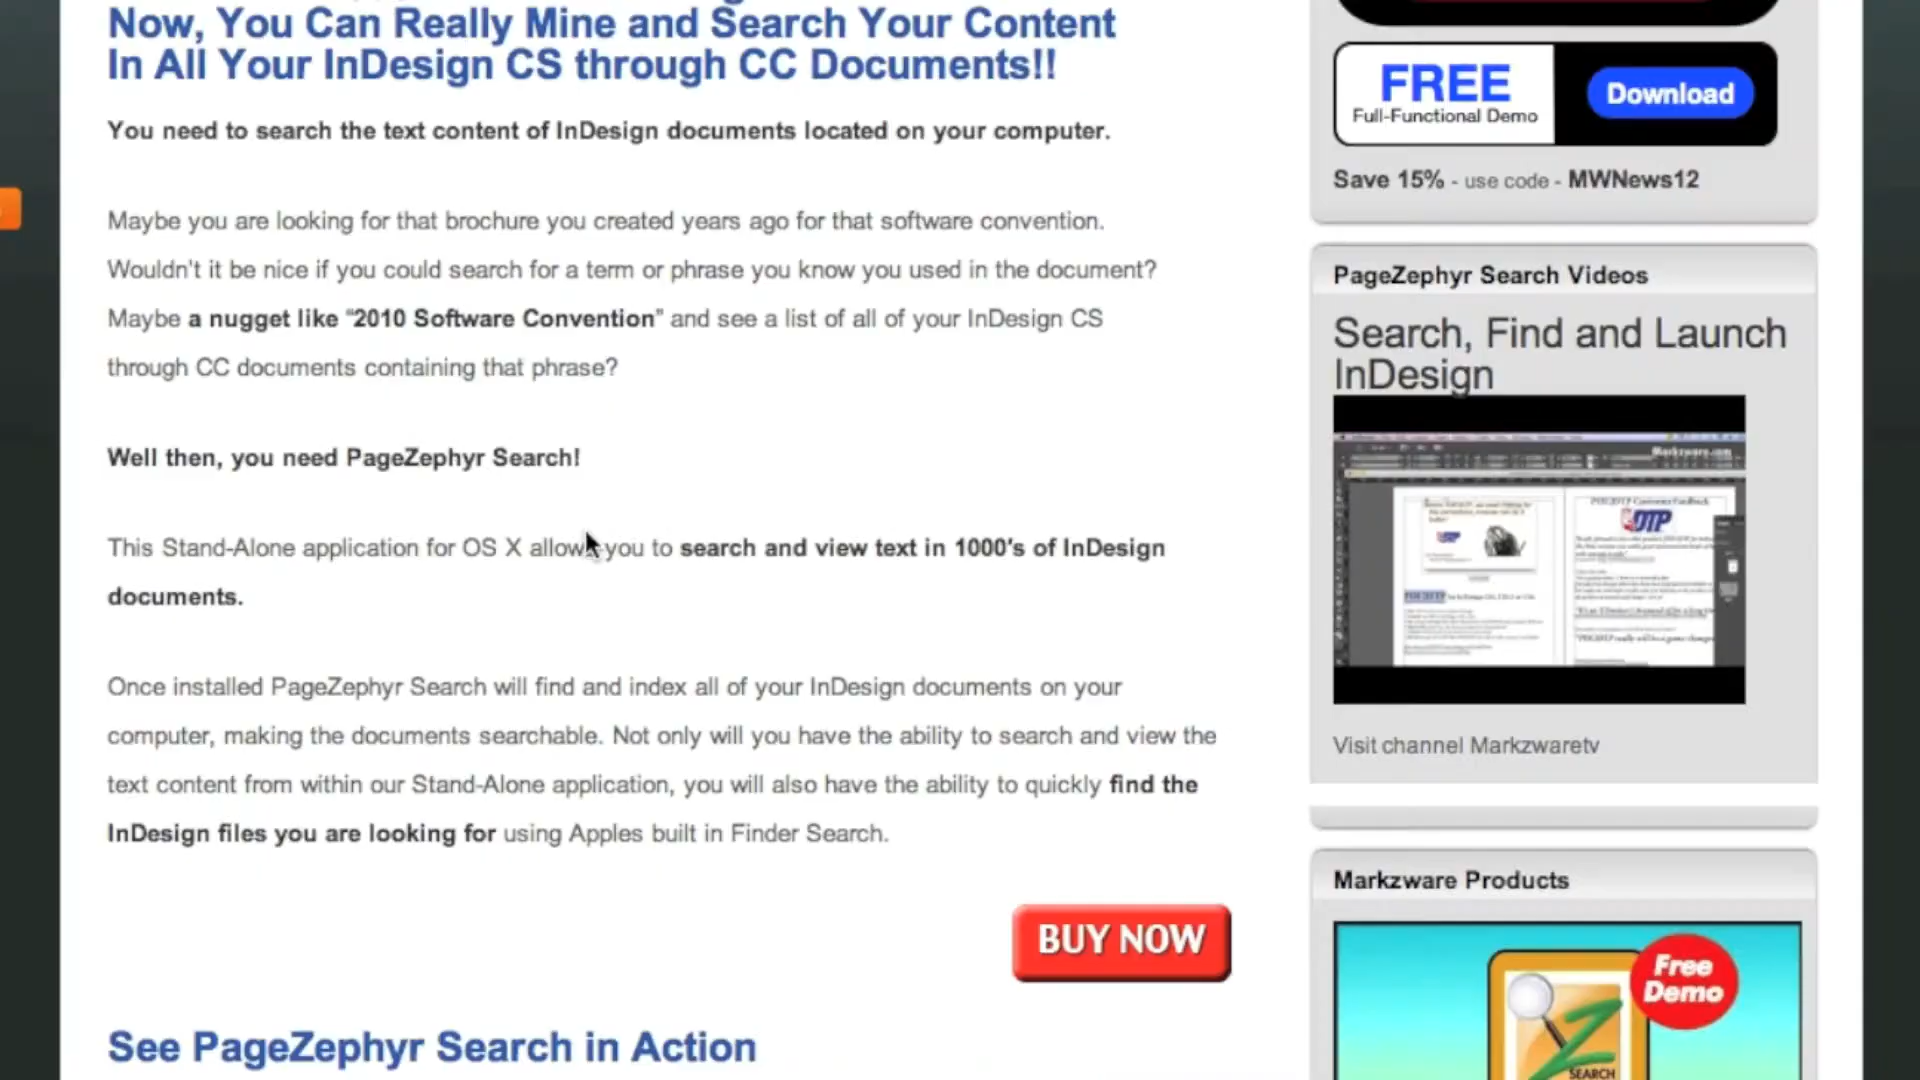 Now, You Can Really Mine and Search Your Content
In All Your InDesign CS through CC Documents!!
You need to search the text content of InDesign documents located on your computer.
Maybe you are looking for that brochure you created years ago for that software convention.
Wouldn't it be nice if you could search for a term or phrase you know you used in the document?
Maybe a nugget like "2010 Software Convention" and see a list of all of your InDesign CS
through CC documents containing that phrase?
Well then, you need PageZephyr Search!
This Stand-Alone application for OS X allows you to search and view text in 1000's of InDesign
documents.
Once installed PageZephyr Search will find and index all of your InDesign documents on your
computer, making the documents searchable. Not only will you have the ability to search and view the
text content from within our Stand-Alone application, you will also have the ability to quickly find the
InDesign files you are looking for using Apples built in Finder Search.
BUY NOW
See PageZephyr Search in Action
FREE
Full-Functional Demo
Download
Save 15% - use code - MWNews12
PageZephyr Search Videos
Search, Find and Launch
InDesign
Markzware.com
DTP
Visit channel Markzwaretv
Markzware Products
Free
Demo
Z
SEARCH